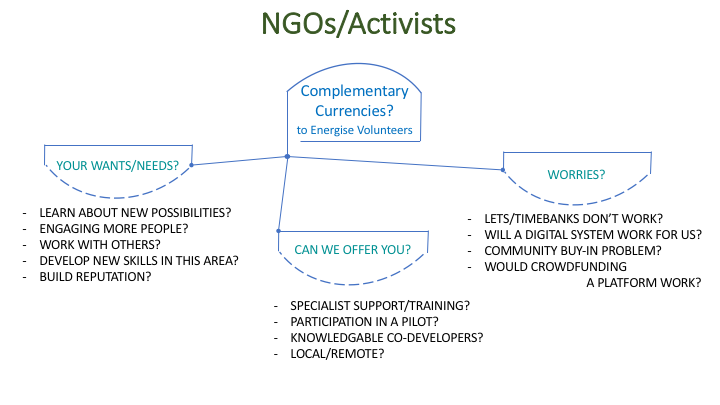 NGOs/Activists
Complementary
Currencies?
to Energise Volunteers
YOUR WANTS/NEEDS?
- LEARN ABOUT NEW POSSIBILITIES?
- ENGAGING MORE PEOPLE?
- WORK WITH OTHERS?
- DEVELOP NEW SKILLS IN THIS AREA?
- BUILD REPUTATION?
CAN WE OFFER YOU?
- SPECIALIST SUPPORT/TRAINING?
- PARTICIPATION IN A PILOT?
- KNOWLEDGABLE CO-DEVELOPERS?
- LOCAL/REMOTE?
WORRIES?
- LETS/TIMEBANKS DON'T WORK?
- WILL A DIGITAL SYSTEM WORK FOR US?
- COMMUNITY BUY-IN PROBLEM?
- WOULD CROWDFUNDING
A PLATFORM WORK?